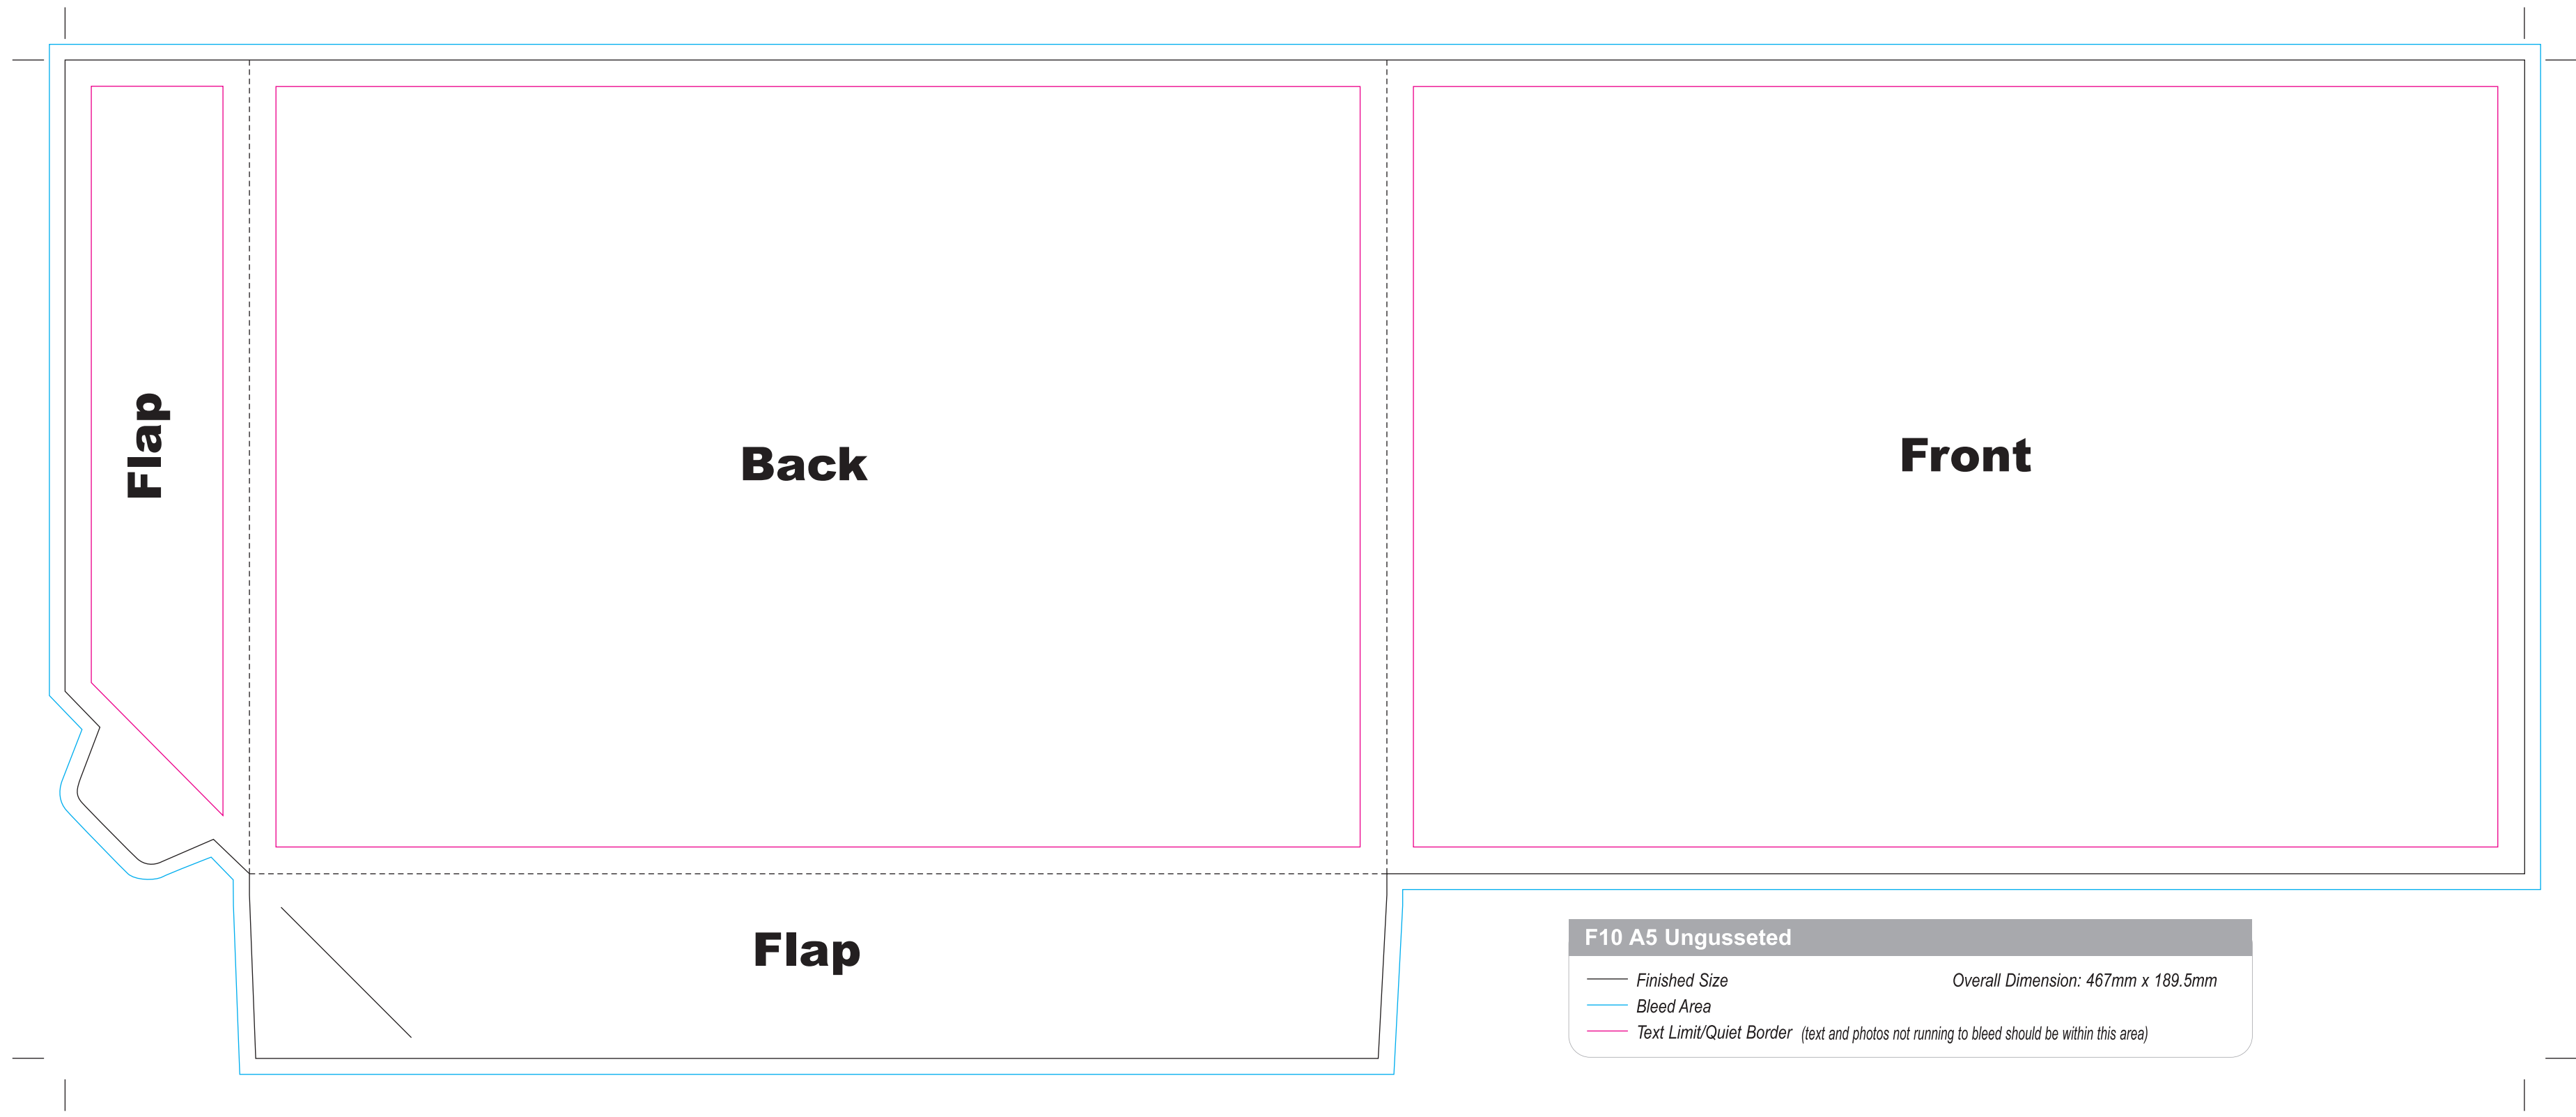 Flap
Back
Front
Flap
F10 A5 Ungusseted
Finished Size
Overall Dimension: 467mm x 189.5mm
Bleed Area
Text Limit/Quiet Border (text and photos not running to bleed should be within this area)